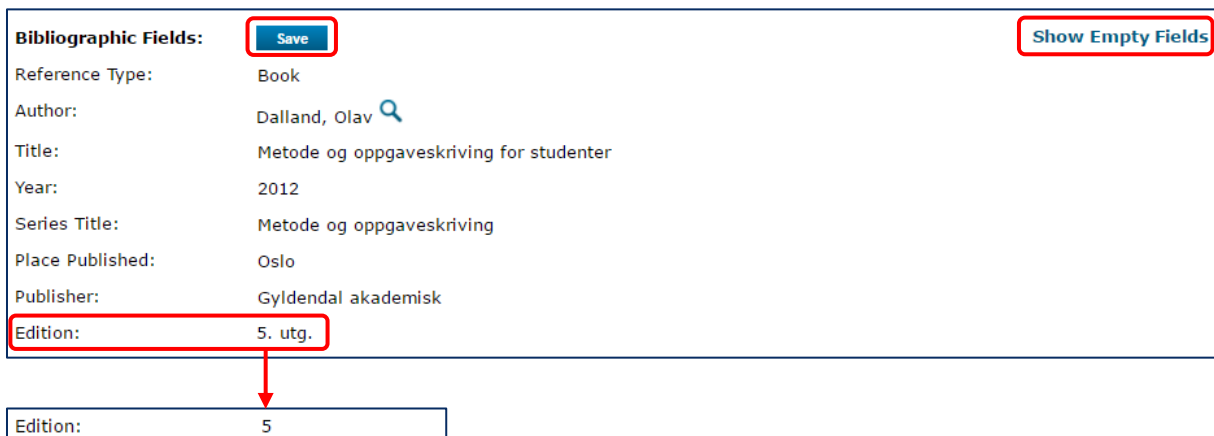 Bibliographic Fields: Save Show Empty Fields
Reference Type: Book
Author: Dalland, Olav
Title: Metode og oppgaveskriving for studenter
Year: 2012
Series Title: Metode og oppgaveskriving
Place Published: Oslo
Publisher: Gyldendal akademisk
Edition: 5. utg.
Edition: 5